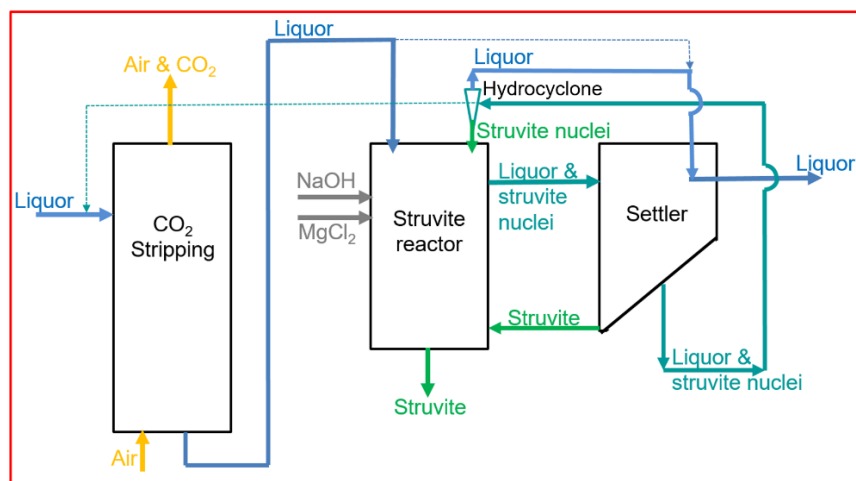 Liquor
Liquor
Air & CO₂
Hydrocyclone
Struvite nuclei
Liquor
CO₂
Stripping
NaOH
MgCl₂
Struvite
reactor
Liquor &
struvite
nuclei
Settler
Liquor
Struvite
Liquor &
struvite nuclei
Struvite
Air